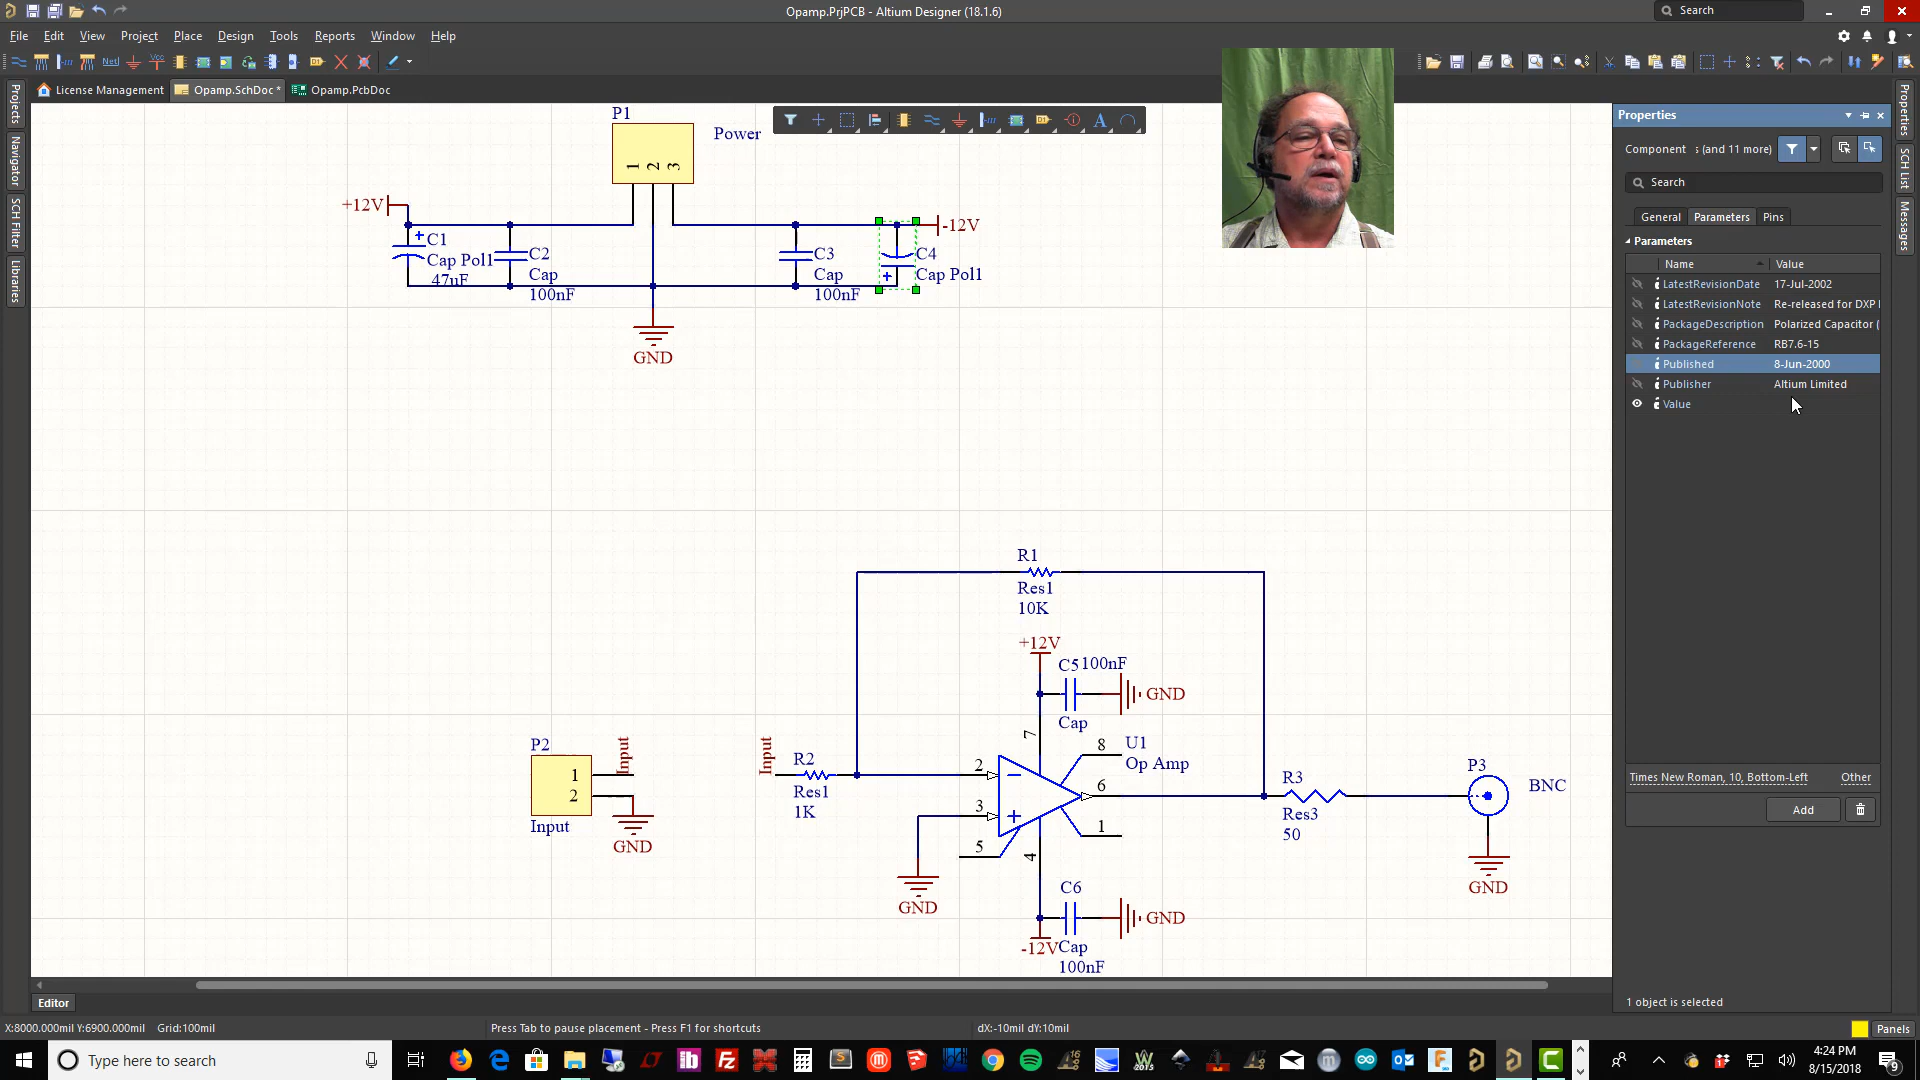 Opamp.PrjPCB - Altium Designer (18.1.6)
Search
File Edit View Project Place Design Tools Reports Window Help
License Management
Opamp.SchDoc *
Opamp.PcbDoc
Projects
Navigator
SCH Filter
Libraries
P1
Power
1 2 3
+12V
-12V
+ C1
Cap Pol1
47uF
C2
Cap
100nF
C3
Cap
100nF
C4
+ Cap Pol1
GND
R1
Res1
10K
+12V
C5 100nF
GND
Cap
7
8
U1
Op Amp
P2
1
2
Input
Input
GND
Input
R2
Res1
1K
2
3
5
4
6
1
GND
C6
GND
-12V
Cap
100nF
R3
Res3
50
P3
BNC
GND
Properties
Component s (and 11 more)
Search
General Parameters Pins
Parameters
Name Value
LatestRevisionDate 17-Jul-2002
LatestRevisionNote Re-released for DXP
PackageDescription Polarized Capacitor (
PackageReference RB7.6-15
Published 8-Jun-2000
Publisher Altium Limited
Value
Times New Roman, 10, Bottom-Left Other
Add
1 object is selected
Properties
SCH List
Messages
Editor
X:8000.000mil Y:6900.000mil Grid:100mil
Press Tab to pause placement - Press F1 for shortcuts
dX:-10mil dY:10mil
Panels
Type here to search
4:24 PM
8/15/2018
9